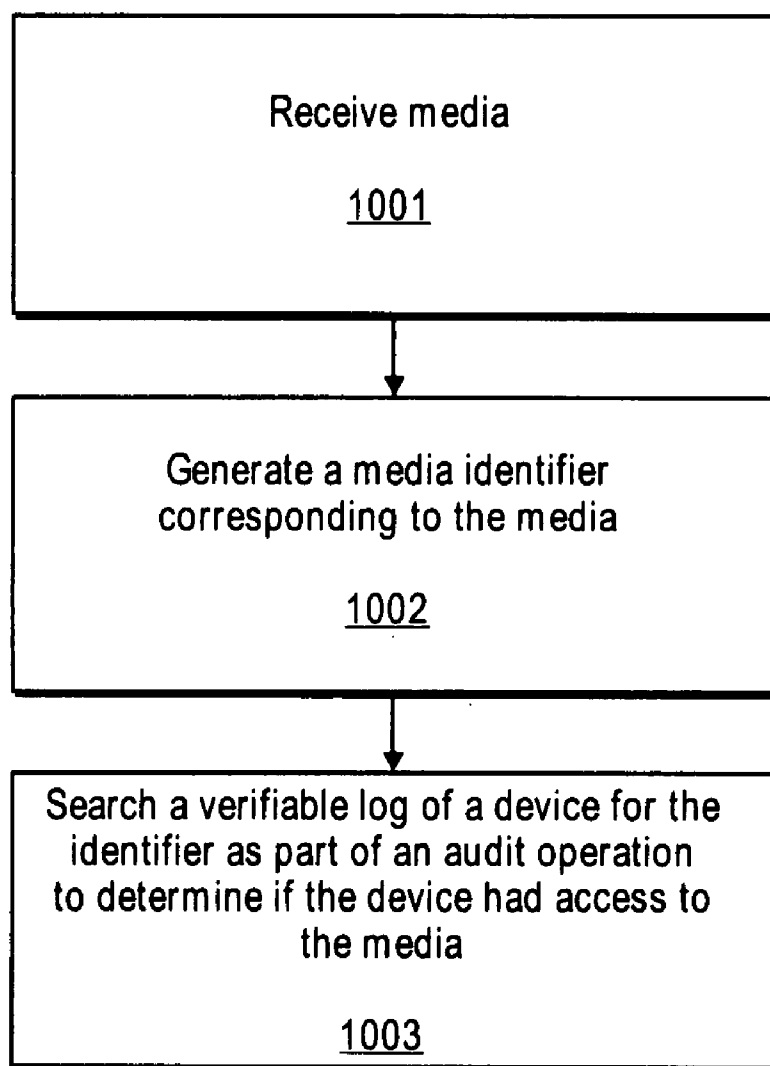 Receive media
1001
Generate a media identifier
corresponding to the media
1002
Search a verifiable log of a device for the
identifier as part of an audit operation
to determine if the device had access to
the media
1003